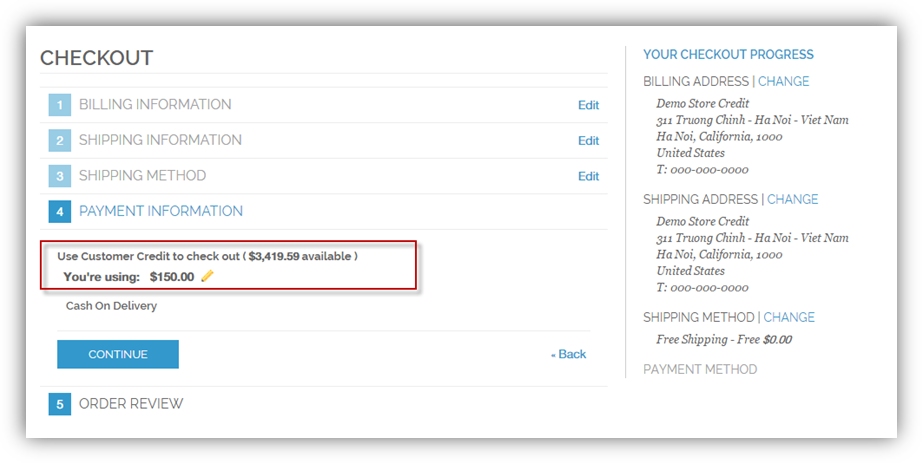 CHECKOUT
1 BILLING INFORMATION Edit
2 SHIPPING INFORMATION Edit
3 SHIPPING METHOD Edit
4 PAYMENT INFORMATION
Use Customer Credit to check out ( $3,419.59 available )
You're using: $150.00
Cash On Delivery
CONTINUE
« Back
5 ORDER REVIEW
YOUR CHECKOUT PROGRESS
BILLING ADDRESS | CHANGE
Demo Store Credit
311 Truong Chinh - Ha Noi - Viet Nam
Ha Noi, California, 1000
United States
T: 000-000-0000
SHIPPING ADDRESS | CHANGE
Demo Store Credit
311 Truong Chinh - Ha Noi - Viet Nam
Ha Noi, California, 1000
United States
T: 000-000-0000
SHIPPING METHOD | CHANGE
Free Shipping - Free $0.00
PAYMENT METHOD